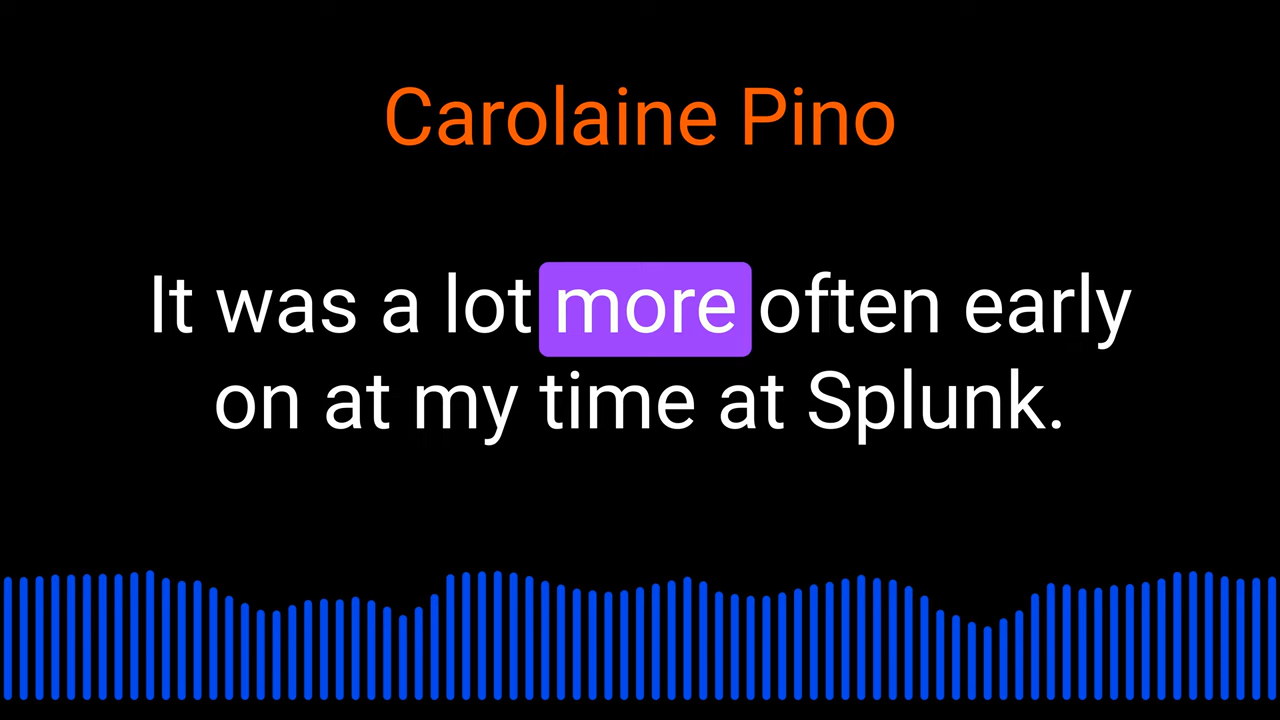 Carolaine Pino
It was a lot more often early
on at my time at Splunk.